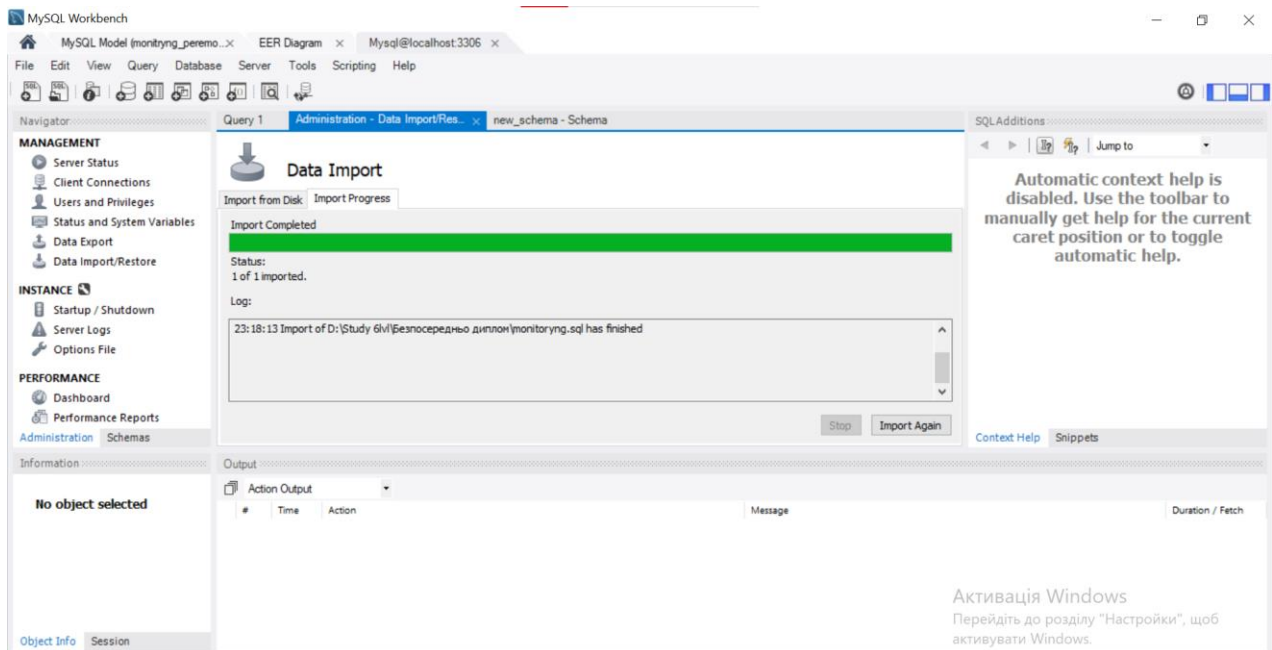 MySQL Workbench
MySQL Model (monitryng_peremo...× EER Diagram × Mysql@localhost:3306 ×
File Edit View Query Database Server Tools Scripting Help
Navigator
MANAGEMENT
Server Status
Client Connections
Users and Privileges
Status and System Variables
Data Export
Data Import/Restore
INSTANCE
Startup / Shutdown
Server Logs
Options File
PERFORMANCE
Dashboard
Performance Reports
Administration Schemas
Query 1 Administration - Data Import/Res... × new_schema - Schema
Data Import
Import from Disk Import Progress
Import Completed
Status:
1 of 1 imported.
Log:
23:18:13 Import of D:\Study 6lvl\Безпосередньо диплом\monitoryng.sql has finished
Stop Import Again
SQLAdditions
Jump to
Automatic context help is
disabled. Use the toolbar to
manually get help for the current
caret position or to toggle
automatic help.
Context Help Snippets
Information
No object selected
Object Info Session
Output
Action Output
# Time Action Message Duration / Fetch
Активація Windows
Перейдіть до розділу "Настройки", щоб
активувати Windows.